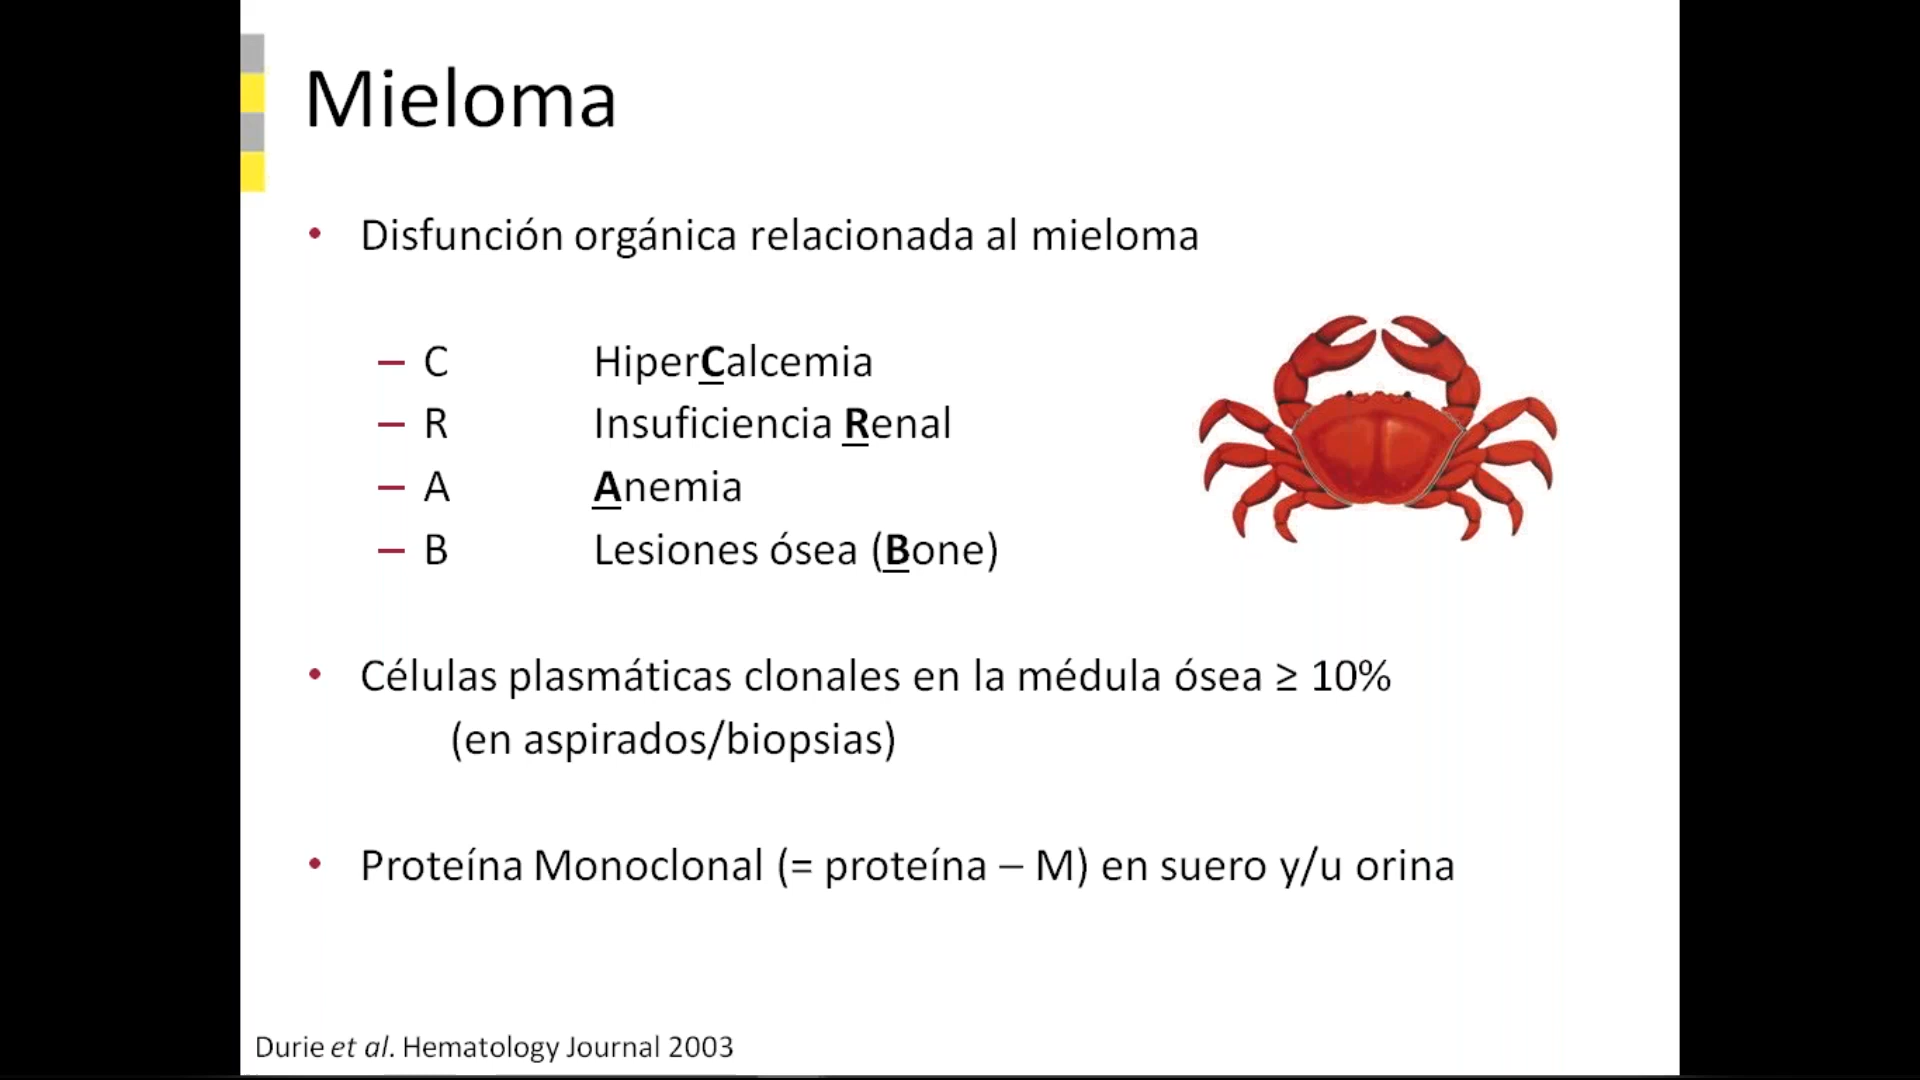 Mieloma
• Disfunción orgánica relacionada al mieloma
– C HiperCalcemia
– R Insuficiencia Renal
– A Anemia
– B Lesiones ósea (Bone)
• Células plasmáticas clonales en la médula ósea ≥ 10%
(en aspirados/biopsias)
• Proteína Monoclonal (= proteína – M) en suero y/u orina
Durie et al. Hematology Journal 2003